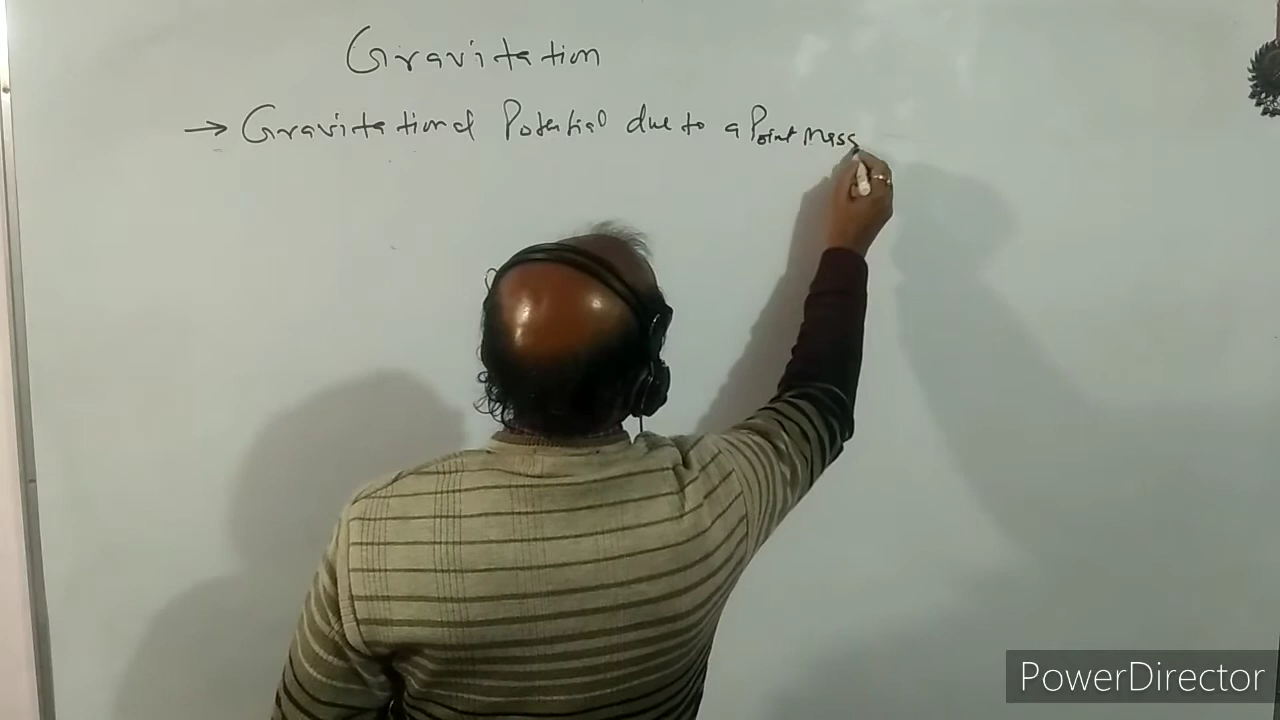 Gravitation
→ Gravitational Potential due to a Point Mass
PowerDirector